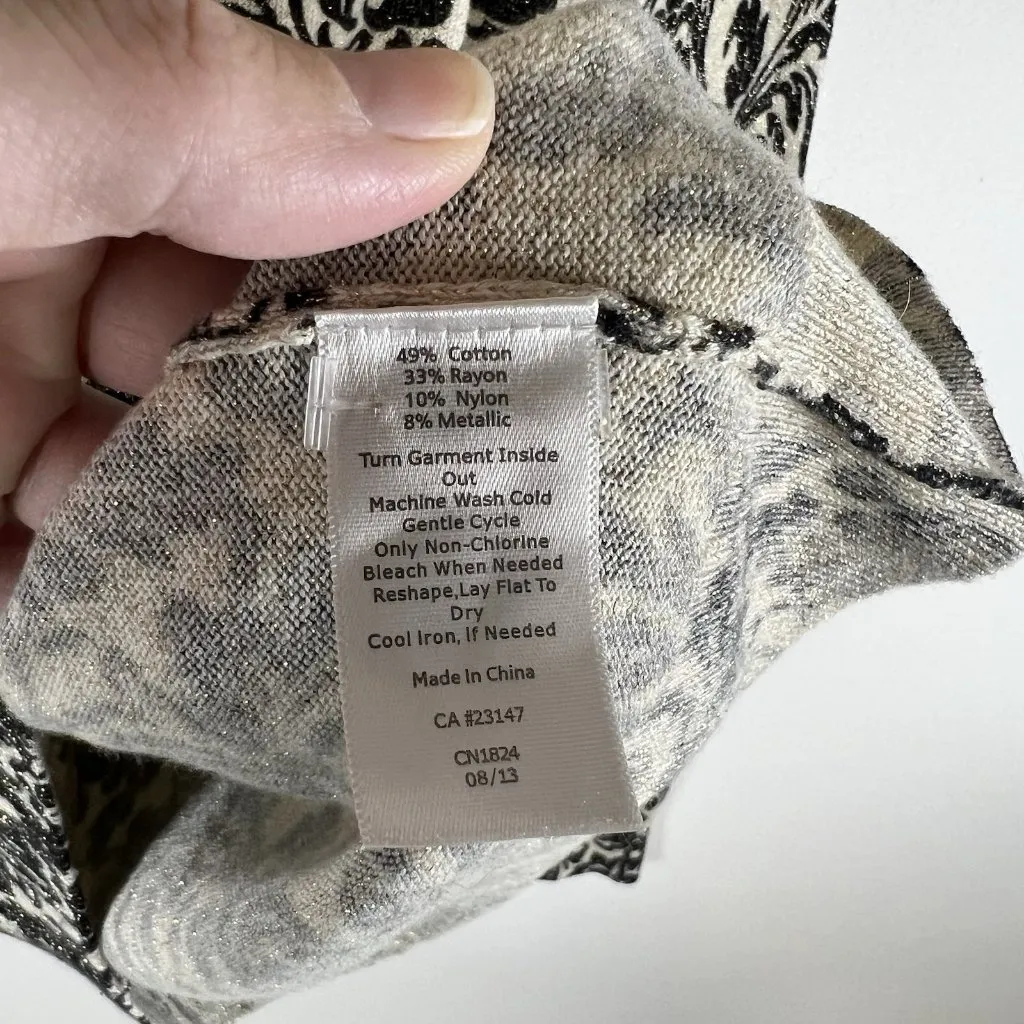 49% Cotton
33% Rayon
10% Nylon
8% Metallic
Turn Garment Inside
Out
Machine Wash Cold
Gentle Cycle
Only Non-Chlorine
Bleach When Needed
Reshape,Lay Flat To
Dry
Cool Iron, If Needed
Made In China
CA #23147
CN1824
08/13